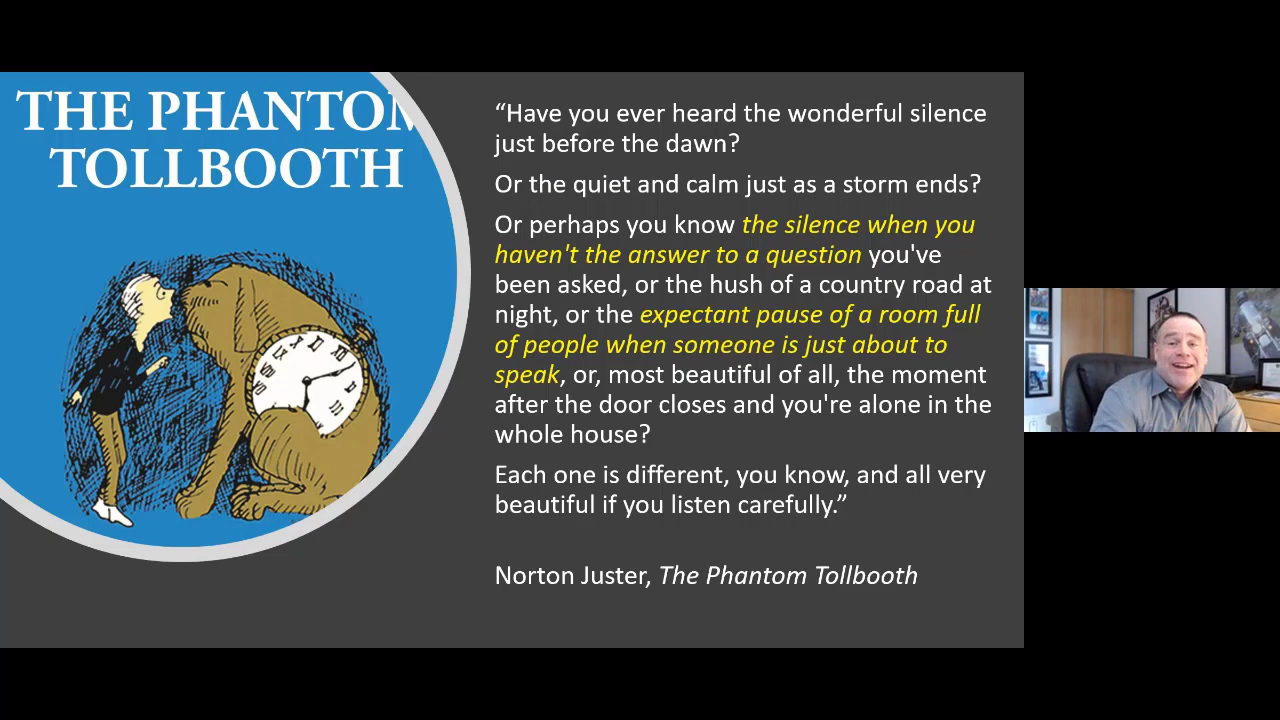 THE PHANTOM
TOLLBOOTH
“Have you ever heard the wonderful silence
just before the dawn?
Or the quiet and calm just as a storm ends?
Or perhaps you know the silence when you
haven't the answer to a question you've
been asked, or the hush of a country road at
night, or the expectant pause of a room full
of people when someone is just about to
speak, or, most beautiful of all, the moment
after the door closes and you're alone in the
whole house?
Each one is different, you know, and all very
beautiful if you listen carefully.”
Norton Juster, The Phantom Tollbooth